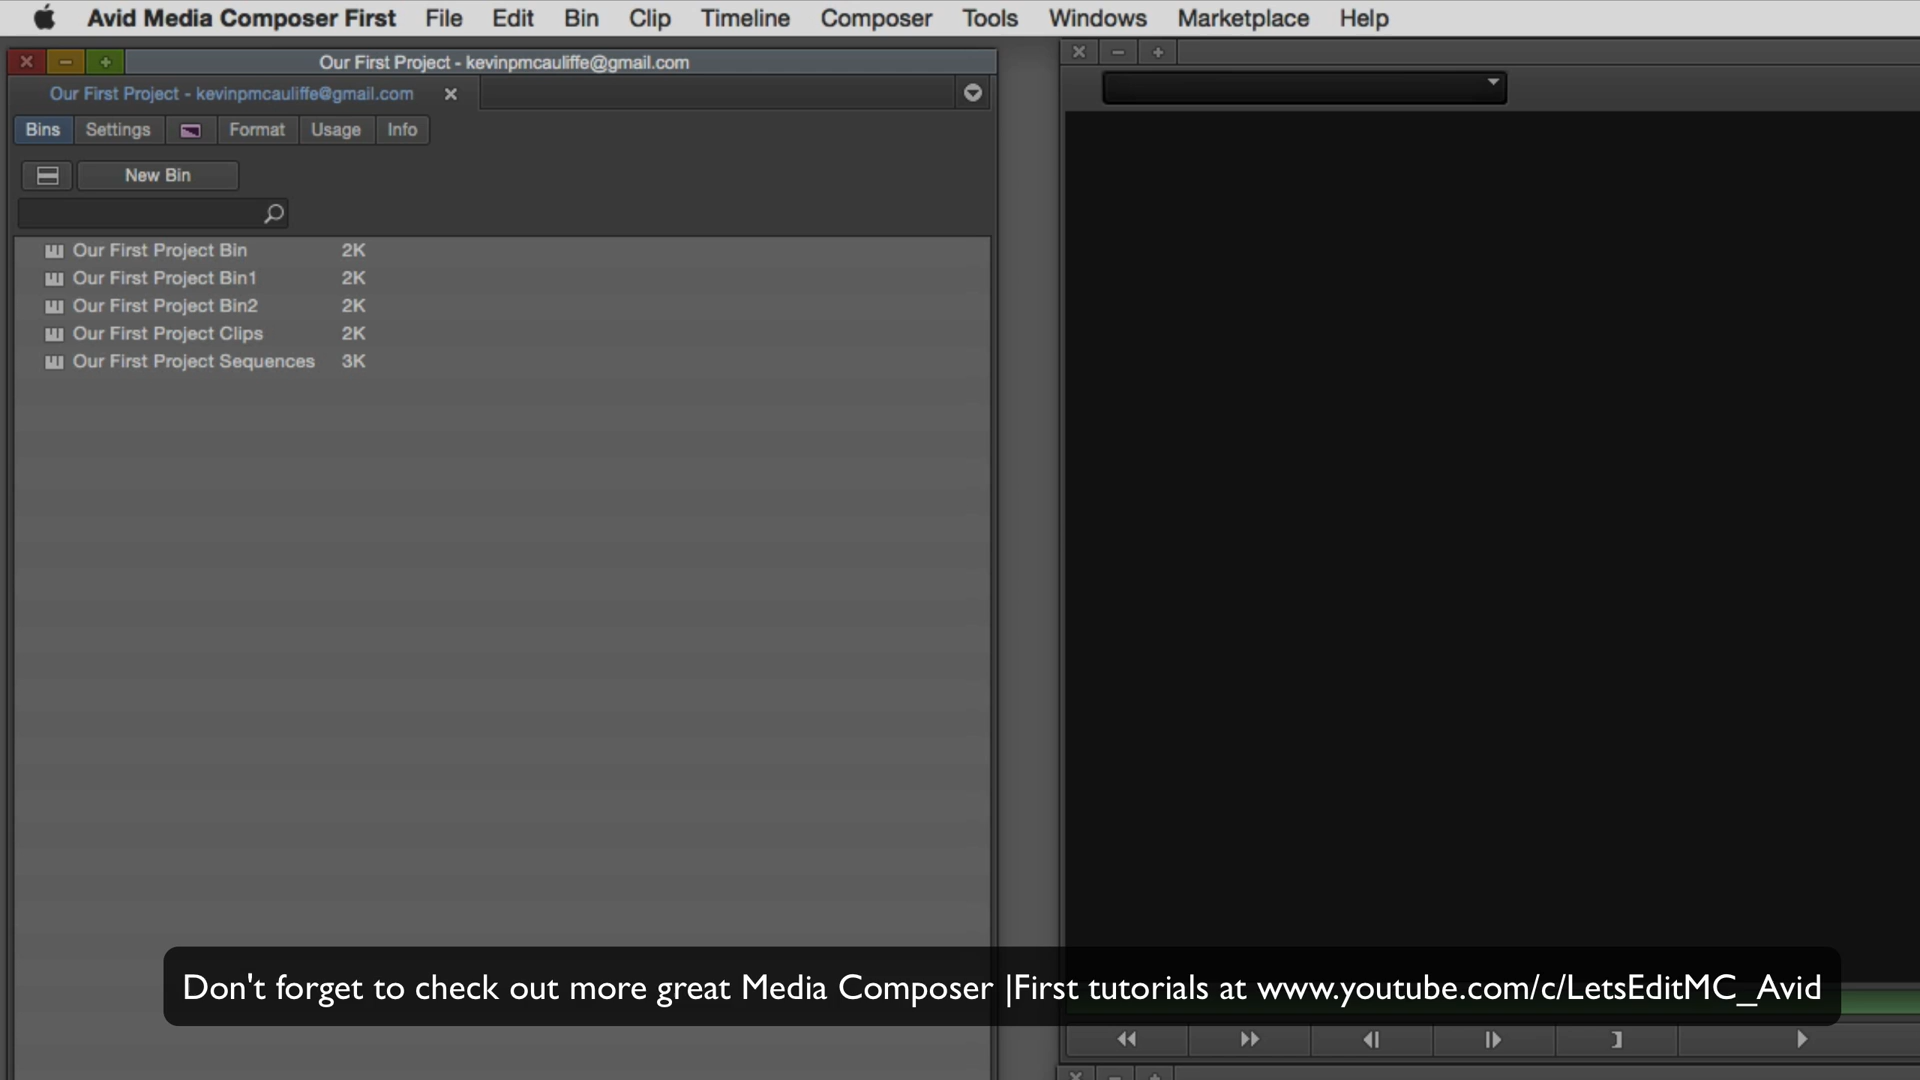 Avid Media Composer First File Edit Bin Clip Timeline Composer Tools Windows Marketplace Help
Our First Project - kevinpmcauliffe@gmail.com
Our First Project - kevinpmcauliffe@gmail.com
Bins Settings Format Usage Info
New Bin
Our First Project Bin 2K
Our First Project Bin1 2K
Our First Project Bin2 2K
Our First Project Clips 2K
Our First Project Sequences 3K
Don't forget to check out more great Media Composer |First tutorials at www.youtube.com/c/LetsEditMC_Avid